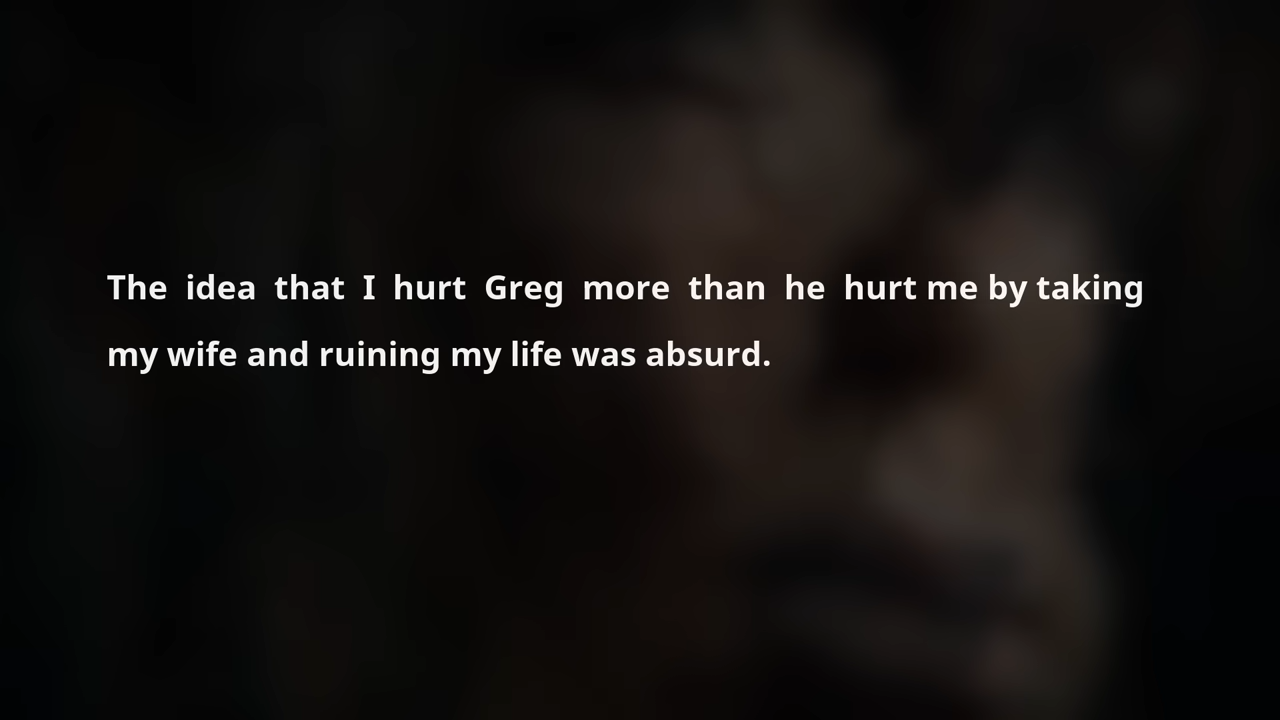 The idea that I hurt Greg more than he hurt me by taking
my wife and ruining my life was absurd.